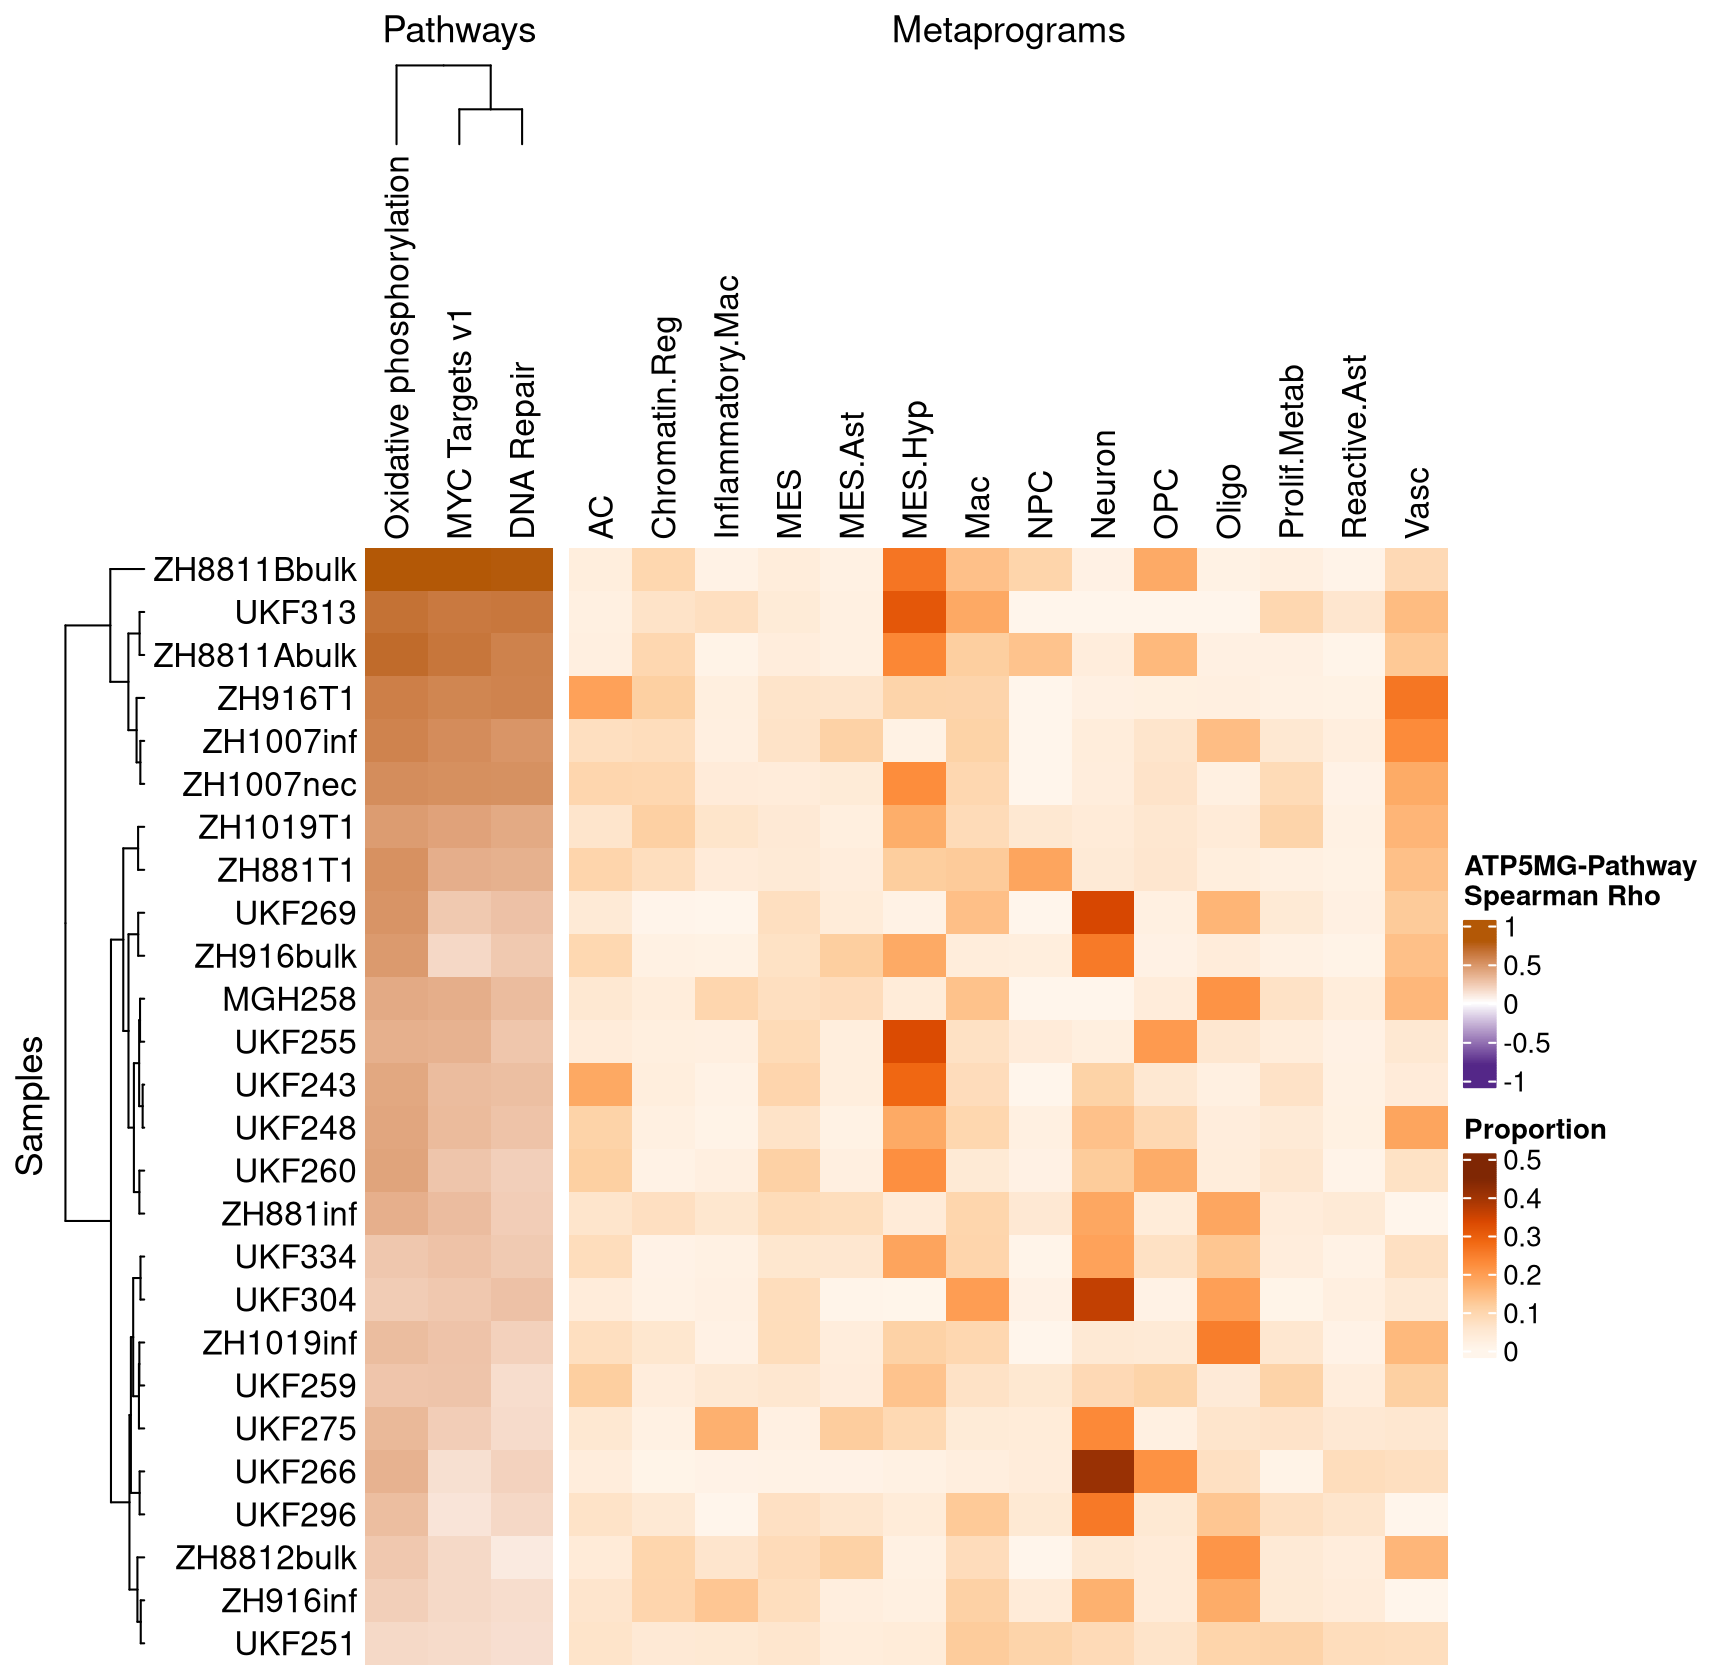 Pathways
Metaprograms
Oxidative phosphorylation
MYC Targets v1
DNA Repair
AC
Chromatin.Reg
Inflammatory.Mac
MES
MES.Ast
MES.Hyp
Mac
NPC
Neuron
OPC
Oligo
Prolif.Metab
Reactive.Ast
Vasc
Samples
ZH8811Bbulk
UKF313
ZH8811Abulk
ZH916T1
ZH1007inf
ZH1007nec
ZH1019T1
ZH881T1
UKF269
ZH916bulk
MGH258
UKF255
UKF243
UKF248
UKF260
ZH881inf
UKF334
UKF304
ZH1019inf
UKF259
UKF275
UKF266
UKF296
ZH8812bulk
ZH916inf
UKF251
ATP5MG-Pathway
Spearman Rho
1
0.5
0
-0.5
-1
Proportion
0.5
0.4
0.3
0.2
0.1
0